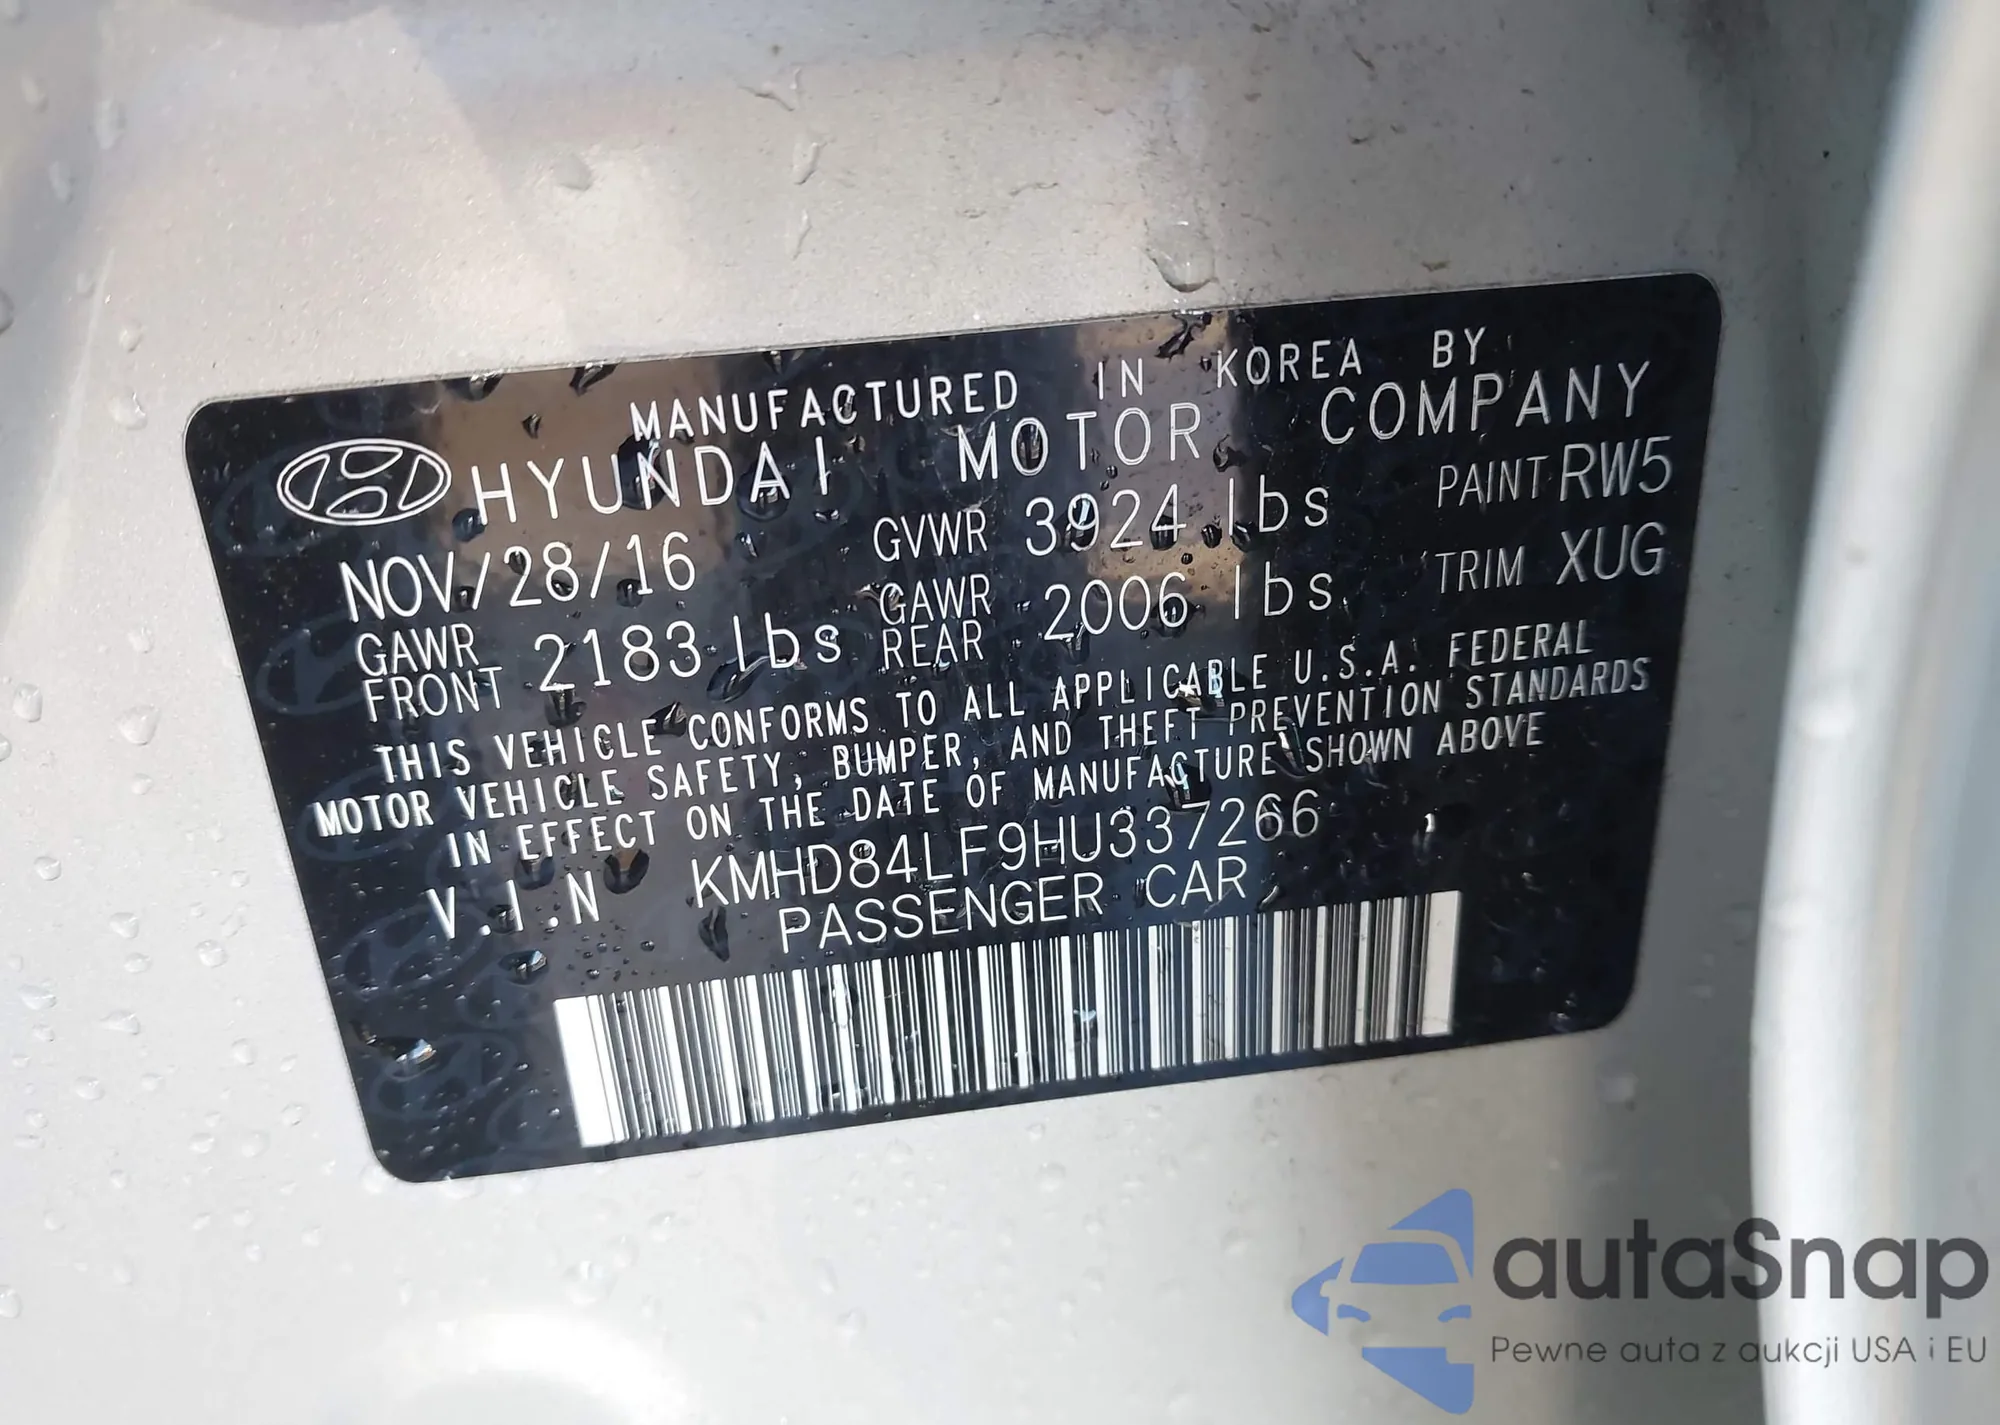 MANUFACTURED IN KOREA BY
HYUNDAI MOTOR COMPANY
NOV/28/16 GVWR 3924 lbs PAINT RW5
GAWR FRONT 2183 lbs GAWR REAR 2006 lbs TRIM XUG
THIS VEHICLE CONFORMS TO ALL APPLICABLE U.S.A. FEDERAL
MOTOR VEHICLE SAFETY, BUMPER, AND THEFT PREVENTION STANDARDS
IN EFFECT ON THE DATE OF MANUFACTURE SHOWN ABOVE
V.I.N KMHD84LF9HU337266
PASSENGER CAR
autaSnap
Pewne auta z aukcji USA i EU